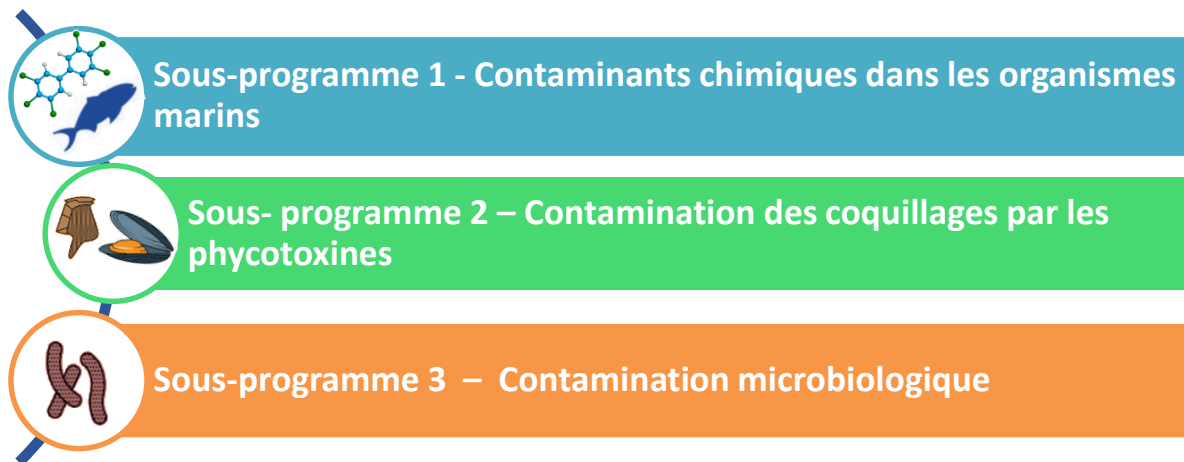 Sous-programme 1 - Contaminants chimiques dans les organismes
marins
Sous- programme 2 – Contamination des coquillages par les
phycotoxines
Sous-programme 3 – Contamination microbiologique